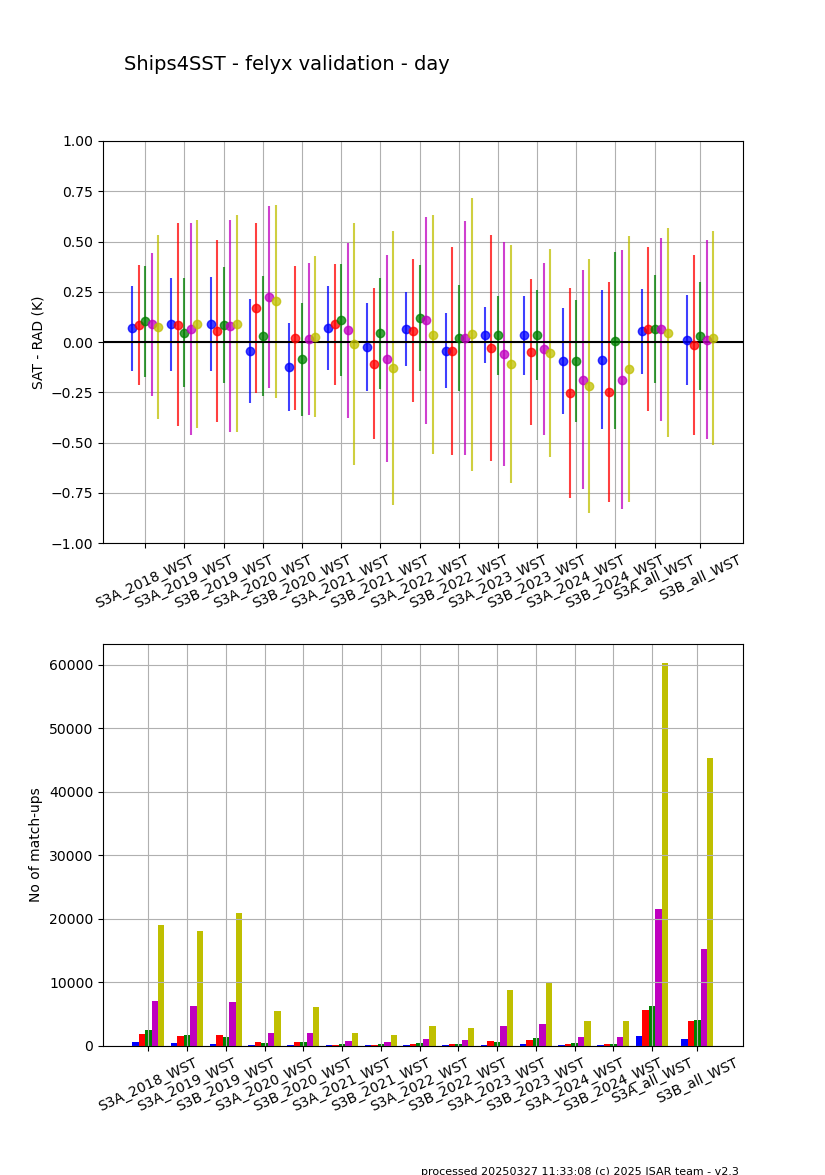 Ships4SST - felyx validation - day
1.00
0.75
0.50
0.25
0.00
−0.25
−0.50
−0.75
−1.00
SAT - RAD (K)
S3A_2018_WST
S3A_2019_WST
S3B_2019_WST
S3A_2020_WST
S3B_2020_WST
S3A_2021_WST
S3B_2021_WST
S3A_2022_WST
S3B_2022_WST
S3A_2023_WST
S3B_2023_WST
S3A_2024_WST
S3B_2024_WST
S3A_all_WST
S3B_all_WST
60000
50000
40000
30000
20000
10000
0
No of match-ups
S3A_2018_WST
S3A_2019_WST
S3B_2019_WST
S3A_2020_WST
S3B_2020_WST
S3A_2021_WST
S3B_2021_WST
S3A_2022_WST
S3B_2022_WST
S3A_2023_WST
S3B_2023_WST
S3A_2024_WST
S3B_2024_WST
S3A_all_WST
S3B_all_WST
processed 20250327 11:33:08 (c) 2025 ISAR team - v2.3